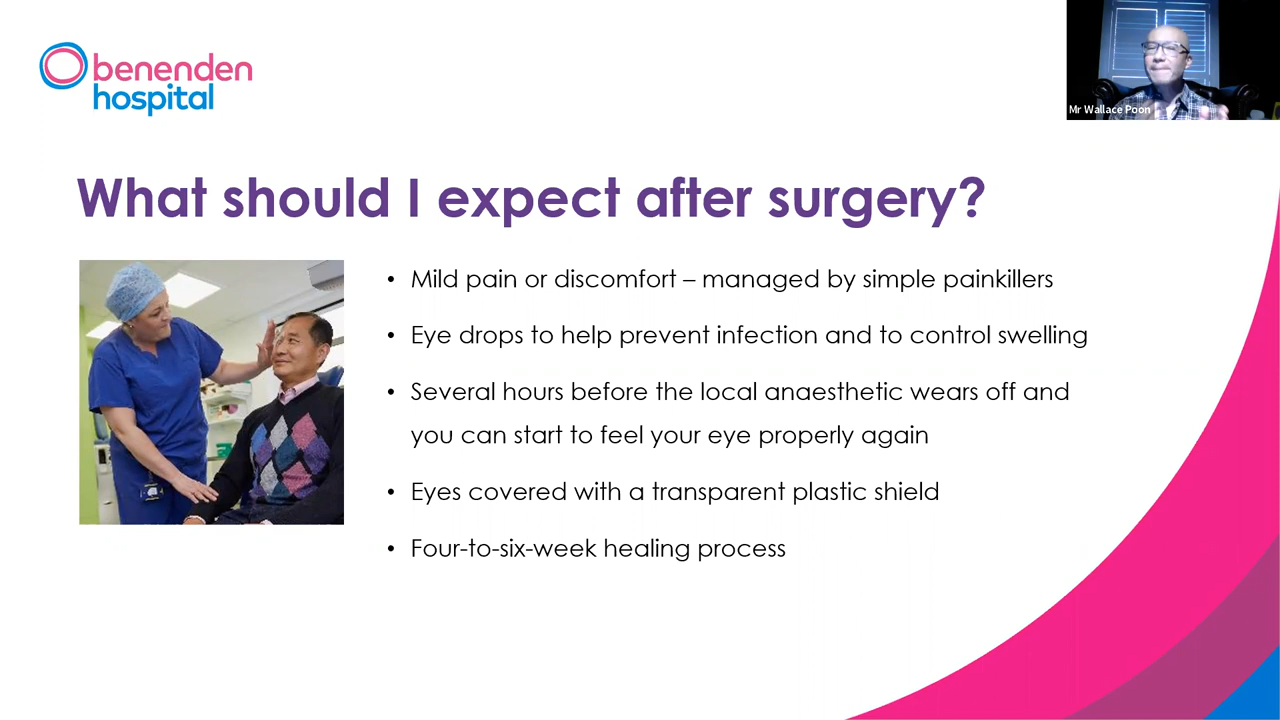 benenden
hospital
Mr Wallace Poon
What should I expect after surgery?
• Mild pain or discomfort – managed by simple painkillers
• Eye drops to help prevent infection and to control swelling
• Several hours before the local anaesthetic wears off and
you can start to feel your eye properly again
• Eyes covered with a transparent plastic shield
• Four-to-six-week healing process